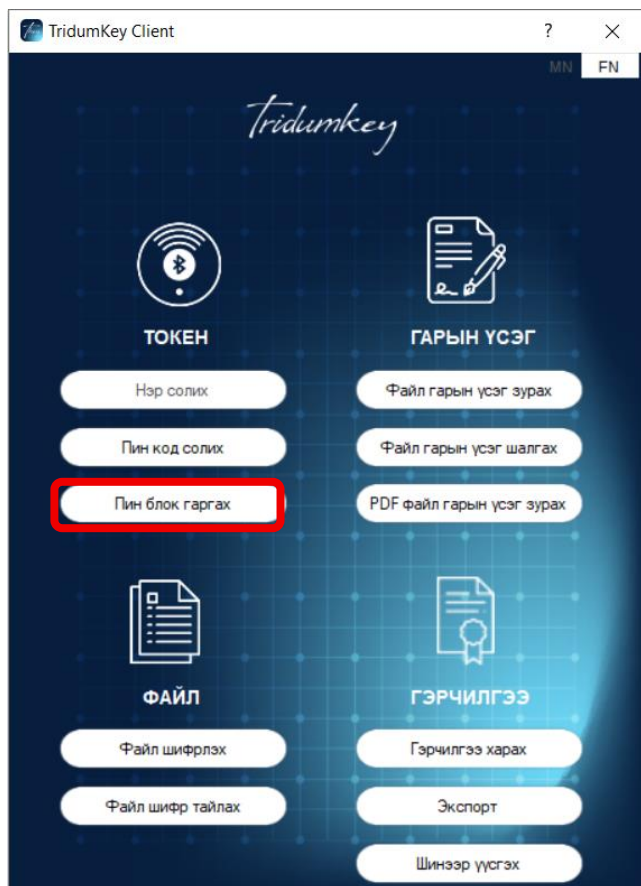 TridumKey Client
?
MN
FN
Tridumkey
ТОКЕН
Нэр солих
Пин код солих
Пин блок гаргах
ГАРЫН ҮСЭГ
Файл гарын үсэг зурах
Файл гарын үсэг шалгах
PDF файл гарын үсэг зурах
ФАЙЛ
Файл шифрлэх
Файл шифр тайлах
ГЭРЧИЛГЭЭ
Гэрчилгээ харах
Экспорт
Шинээр үүсгэх